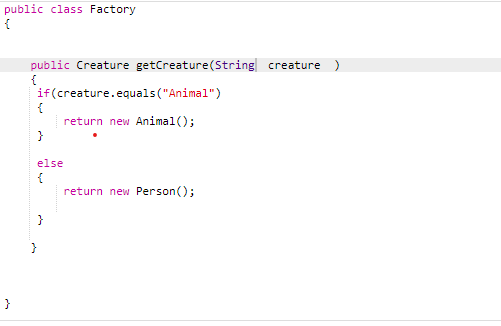 public class Factory
{
public Creature getCreature(String creature )
{
if(creature.equals("Animal")
{
return new Animal();
}
else
{
return new Person();
}
}
}